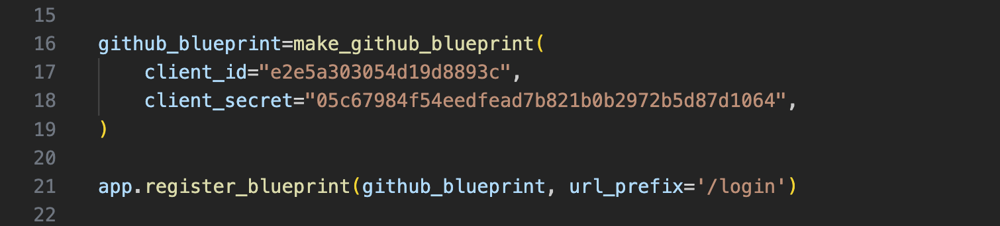 15
16 github_blueprint=make_github_blueprint(
17     client_id="e2e5a303054d19d8893c",
18     client_secret="05c67984f54eedfead7b821b0b2972b5d87d1064",
19 )
20
21 app.register_blueprint(github_blueprint, url_prefix='/login')
22